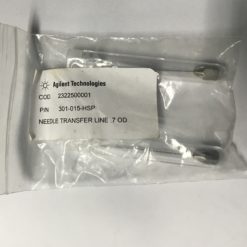 Agilent Technologies
COD 2322500001
P/N 301-015-HSP
NEEDLE TRANSFER LINE .7 OD